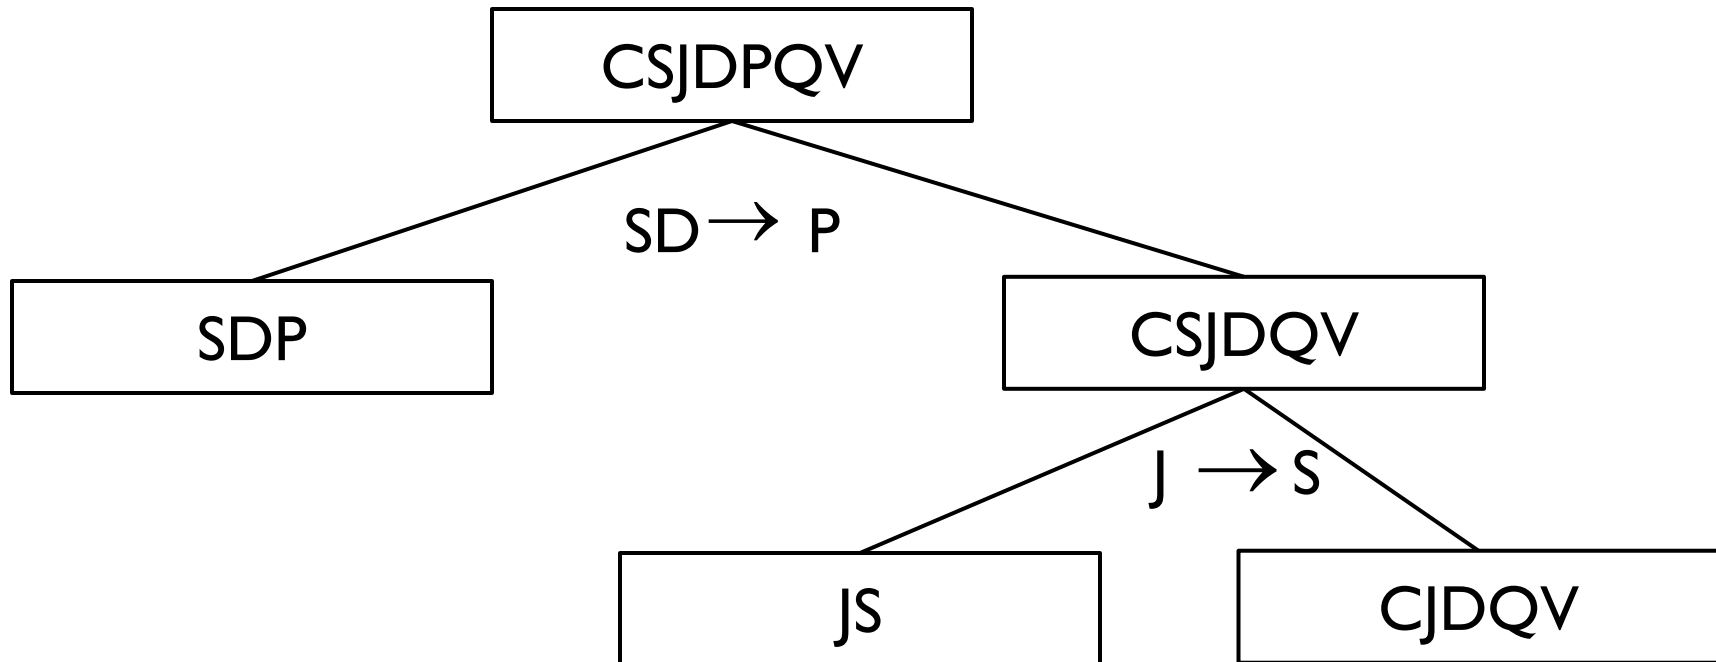 CSJDPQV
SD → P
SDP
CSJDQV
J → S
JS
CJDQV